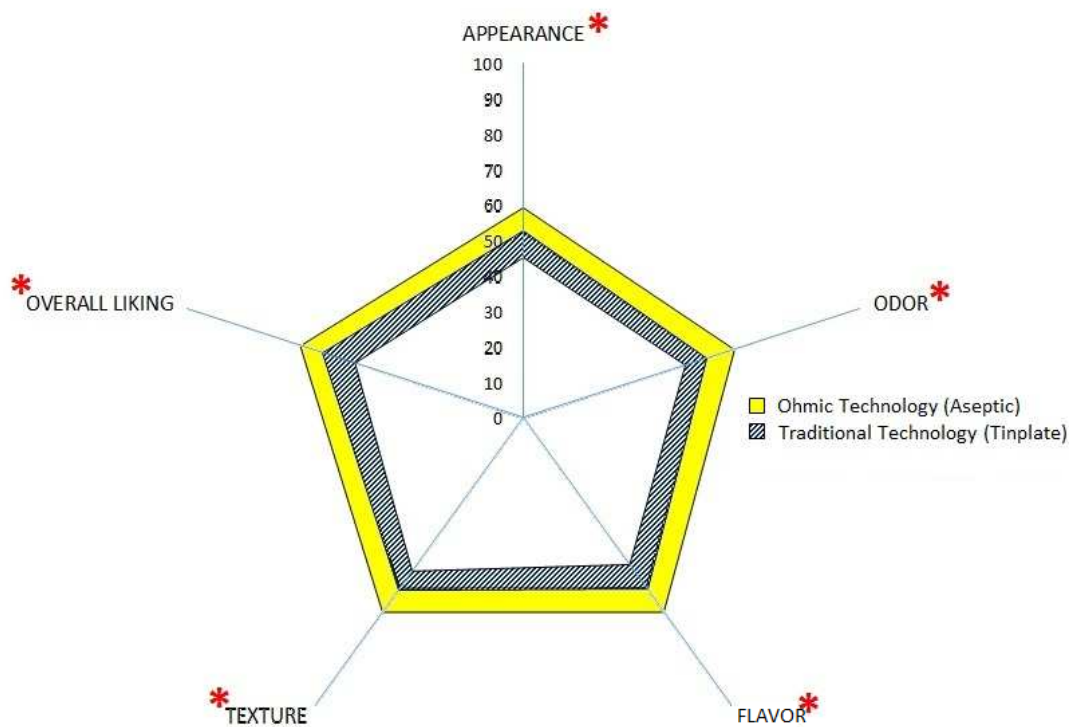 APPEARANCE*
100
90
80
70
60
50
40
30
20
10
0
*OVERALL LIKING
ODOR*
Ohmic Technology (Aseptic)
Traditional Technology (Tinplate)
*TEXTURE
FLAVOR*